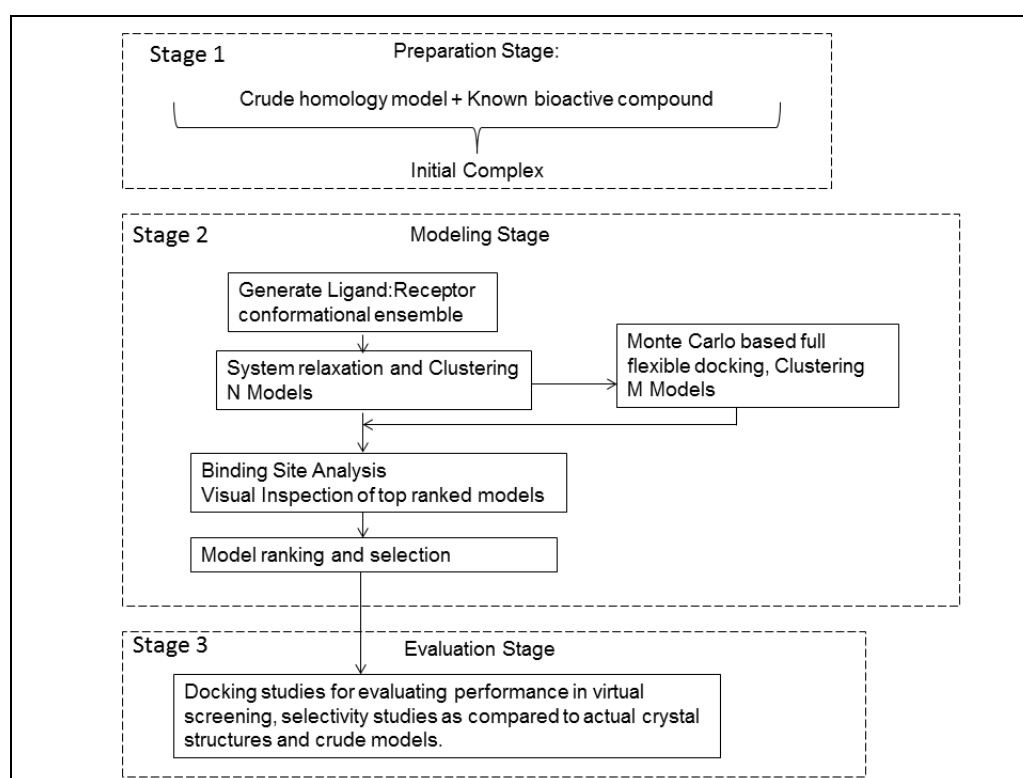 Stage 1
Preparation Stage:
Crude homology model + Known bioactive compound
Initial Complex
Stage 2
Modeling Stage
Generate Ligand:Receptor
conformational ensemble
System relaxation and Clustering
N Models
Monte Carlo based full
flexible docking, Clustering
M Models
Binding Site Analysis
Visual Inspection of top ranked models
Model ranking and selection
Stage 3
Evaluation Stage
Docking studies for evaluating performance in virtual
screening, selectivity studies as compared to actual crystal
structures and crude models.